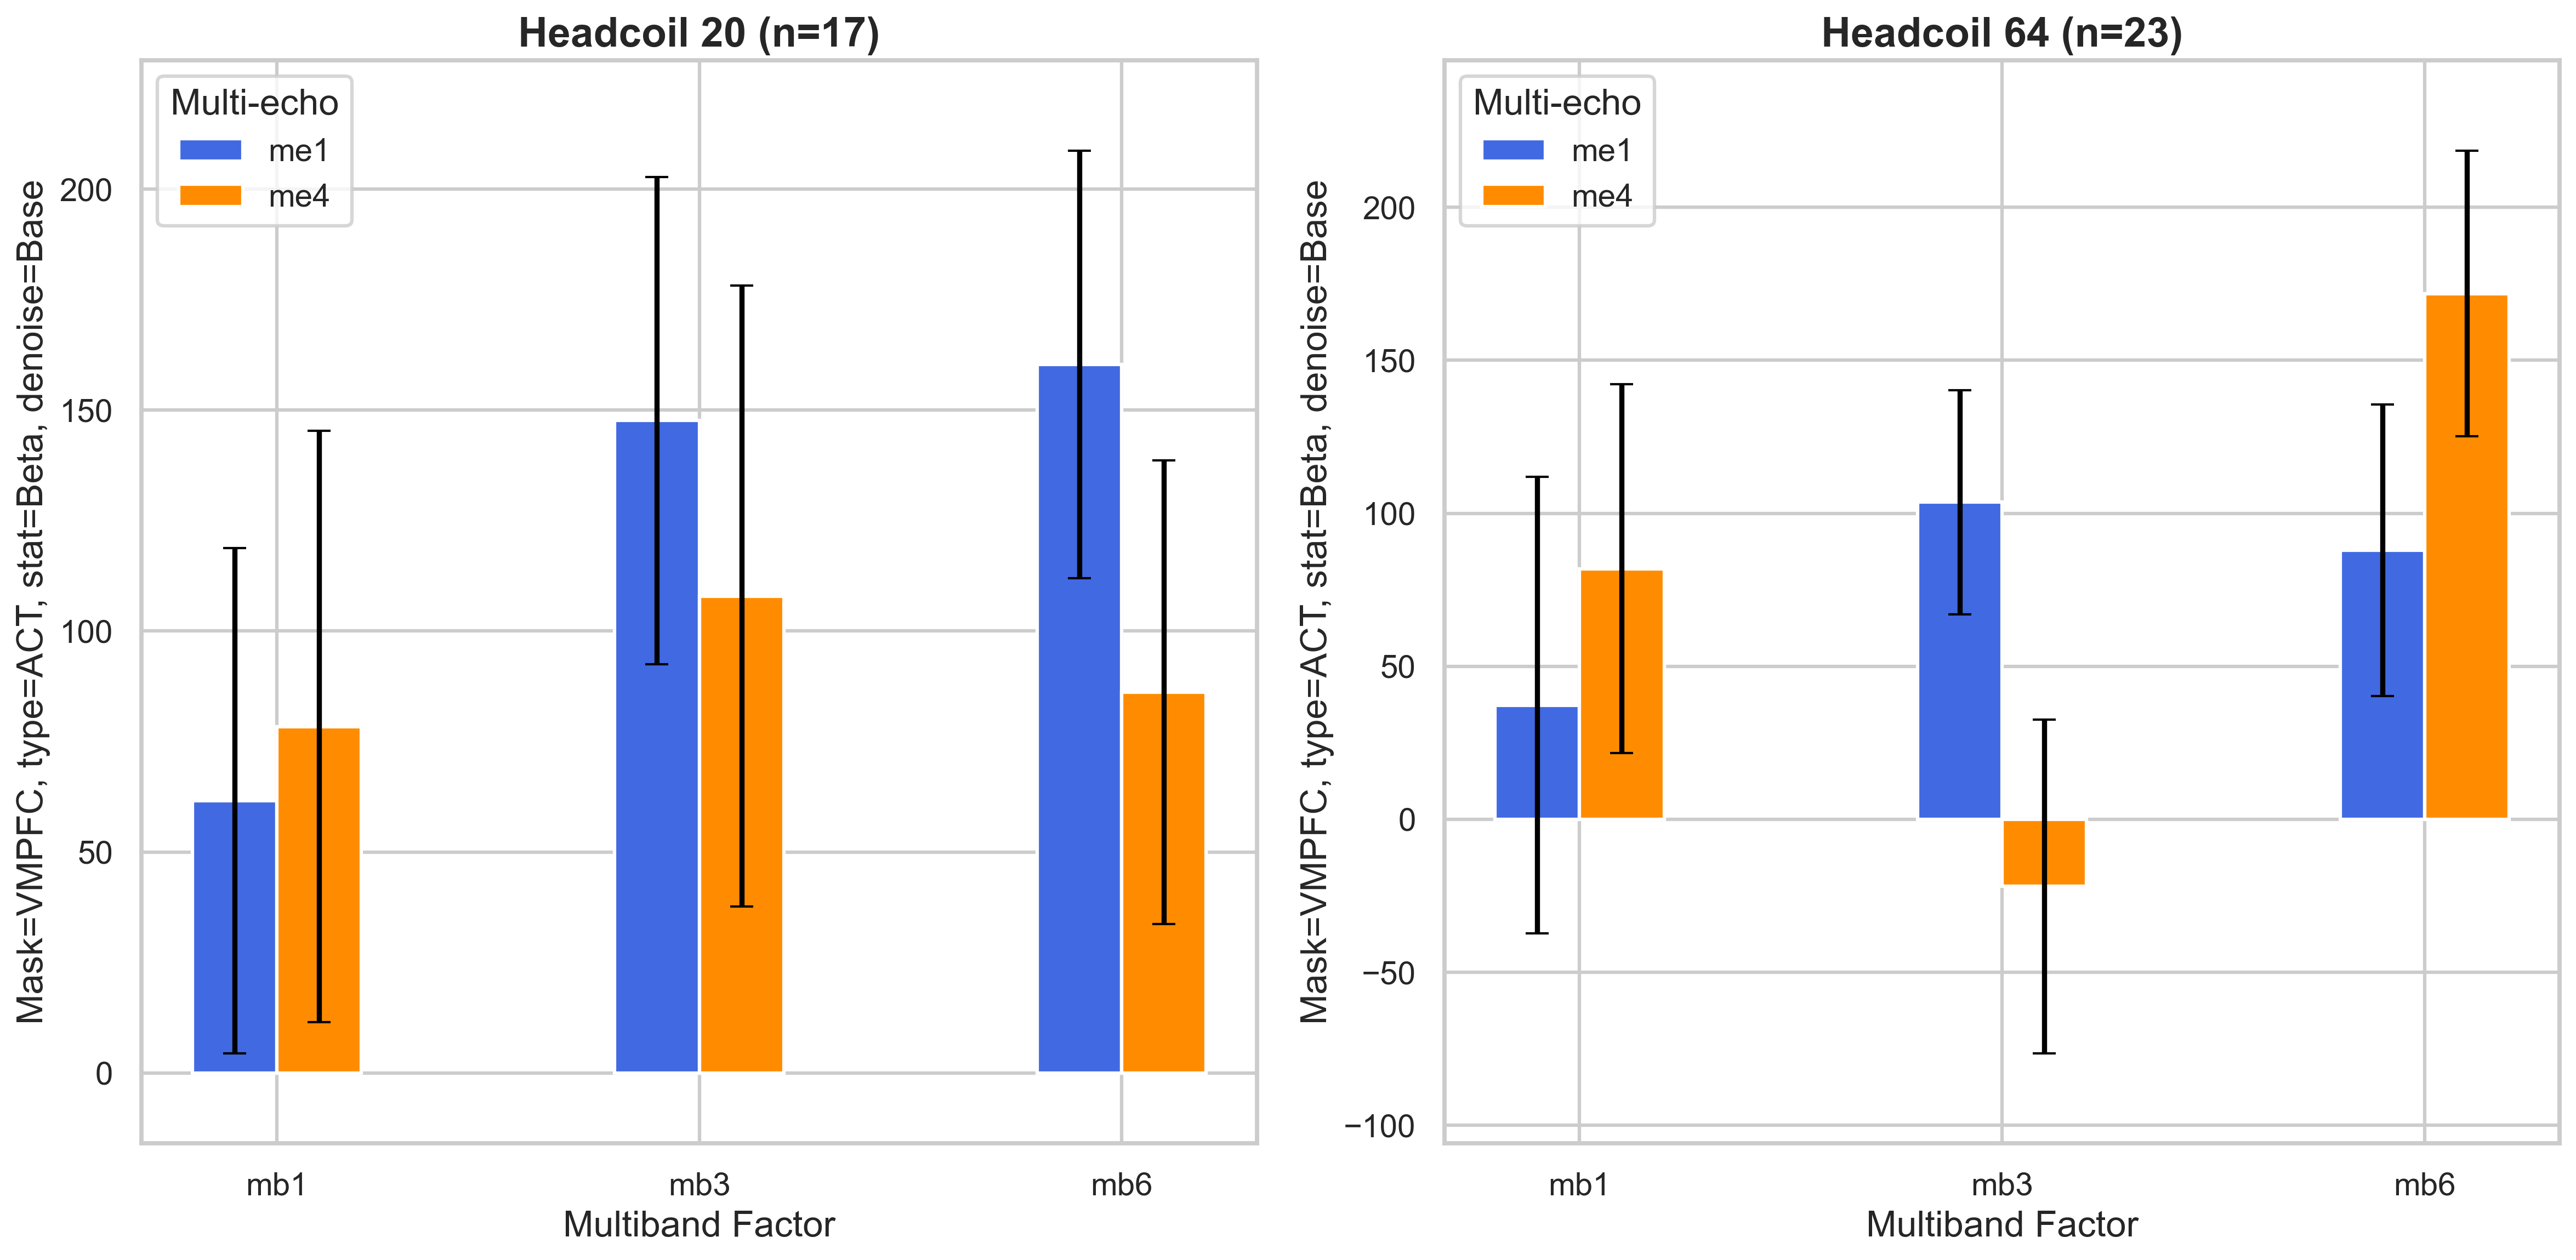 Headcoil 20 (n=17)
Multi-echo
me1
me4
Mask=VMPFC, type=ACT, stat=Beta, denoise=Base
200
150
100
50
0
mb1 mb3 mb6
Multiband Factor
Headcoil 64 (n=23)
Multi-echo
me1
me4
Mask=VMPFC, type=ACT, stat=Beta, denoise=Base
200
150
100
50
0
−50
−100
mb1 mb3 mb6
Multiband Factor